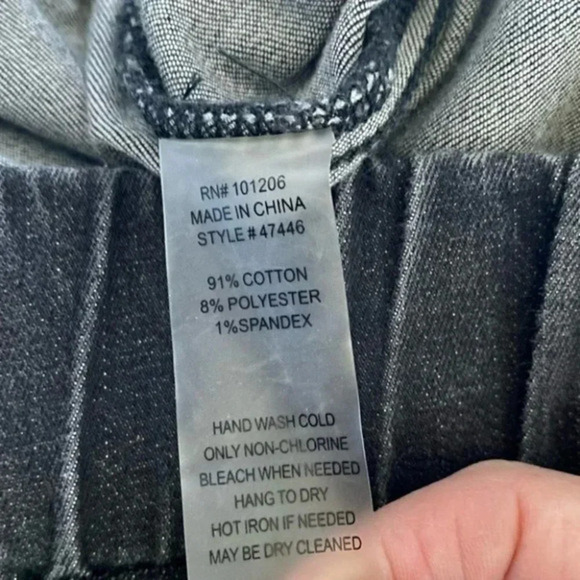 RN# 101206
MADE IN CHINA
STYLE # 47446
91% COTTON
8% POLYESTER
1%SPANDEX
HAND WASH COLD
ONLY NON-CHLORINE
BLEACH WHEN NEEDED
HANG TO DRY
HOT IRON IF NEEDED
MAY BE DRY CLEANED